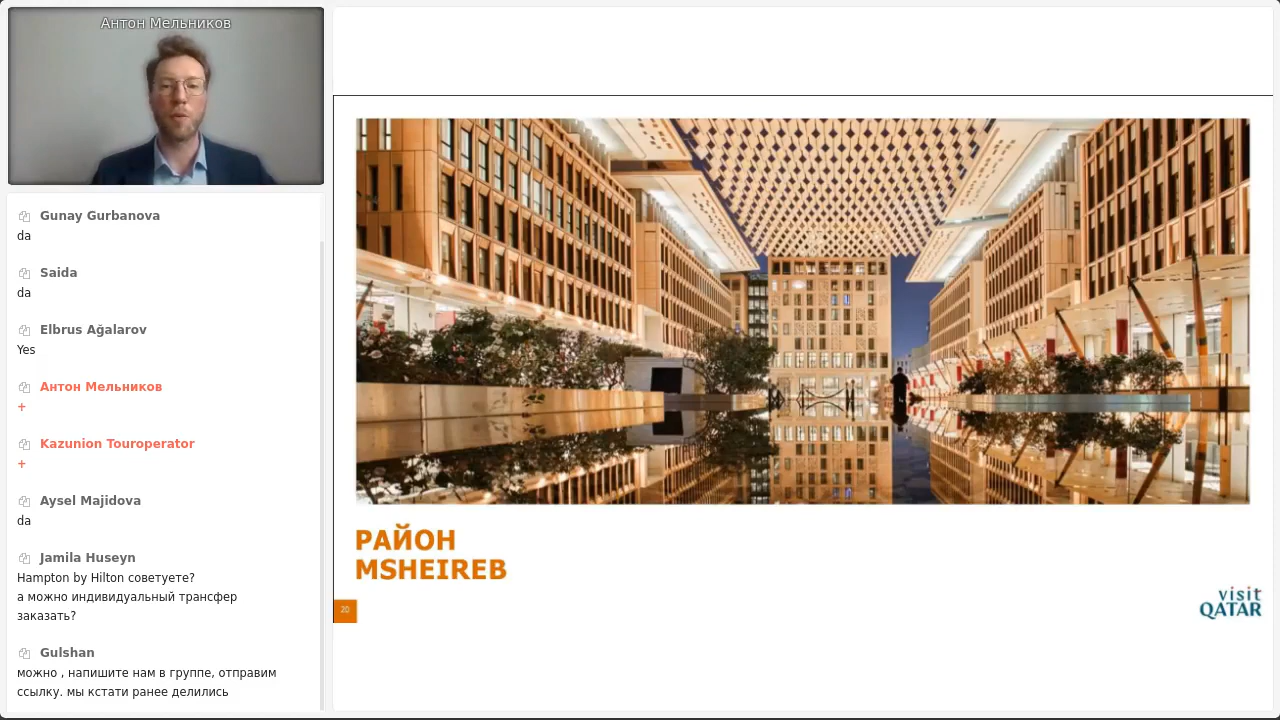 Антон Мельников
Gunay Gurbanova
da
Saida
da
Elbrus Ağalarov
Yes
Антон Мельников
+
Kazunion Touroperator
+
Aysel Majidova
da
Jamila Huseyn
Hampton by Hilton советуете?
а можно индивидуальный трансфер
заказать?
Gulshan
можно , напишите нам в группе, отправим
ссылку. мы кстати ранее делились
РАЙОН
MSHEIREB
20
visit
QATAR